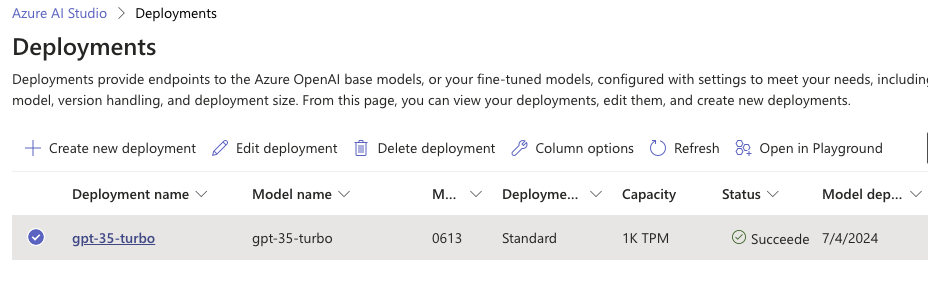 Azure AI Studio > Deployments
Deployments
Deployments provide endpoints to the Azure OpenAI base models, or your fine-tuned models, configured with settings to meet your needs, including
model, version handling, and deployment size. From this page, you can view your deployments, edit them, and create new deployments.
Create new deployment Edit deployment Delete deployment Column options Refresh Open in Playground
Deployment name Model name M... Deployme... Capacity Status Model dep...
gpt-35-turbo gpt-35-turbo 0613 Standard 1K TPM Succeede 7/4/2024